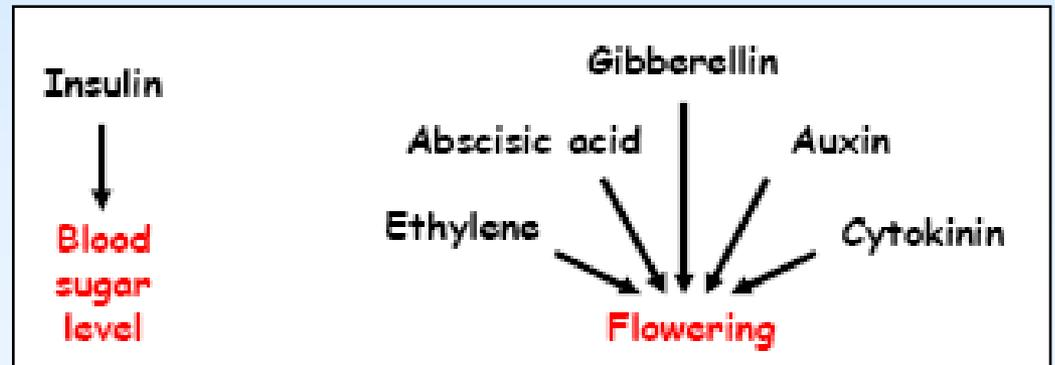 Insulin
Blood
sugar
level
Gibberellin
Abscisic acid
Auxin
Ethylene
Cytokinin
Flowering